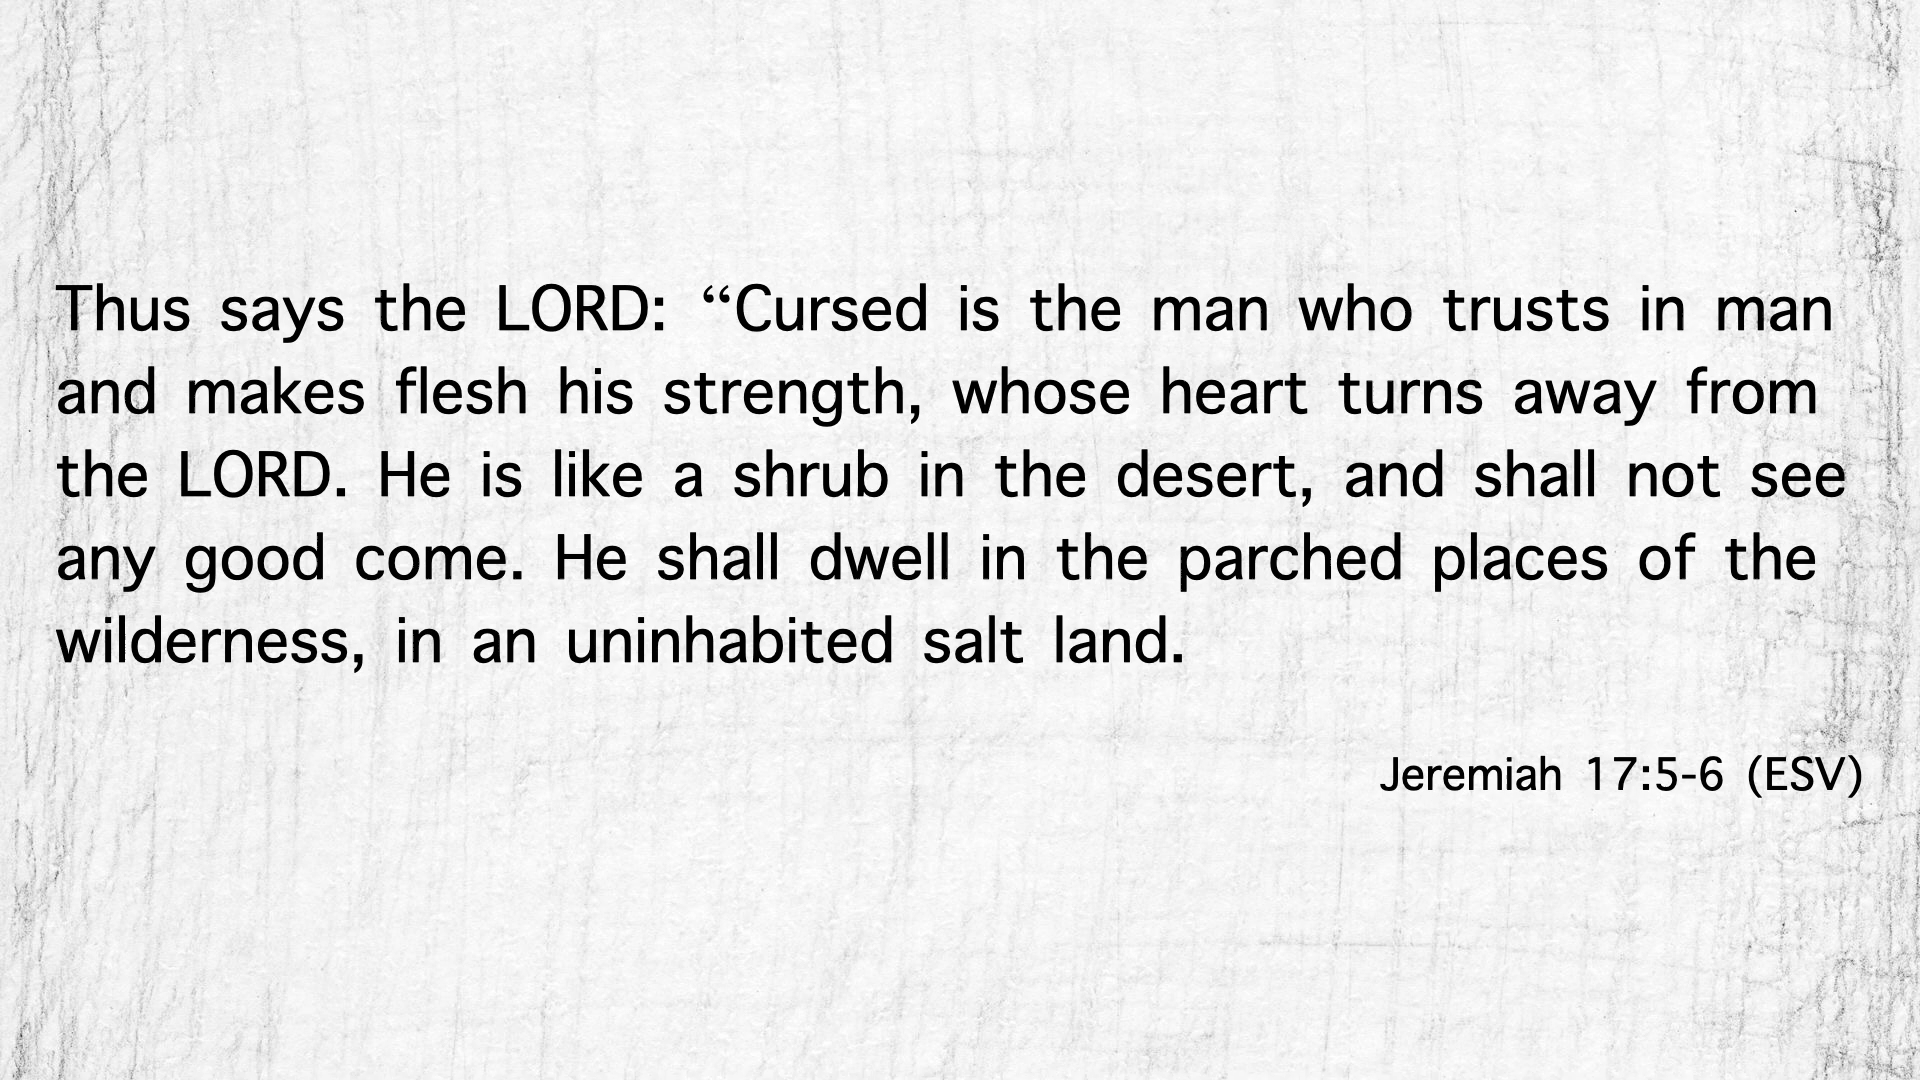 Thus says the LORD: “Cursed is the man who trusts in man
and makes flesh his strength, whose heart turns away from
the LORD. He is like a shrub in the desert, and shall not see
any good come. He shall dwell in the parched places of the
wilderness, in an uninhabited salt land.
Jeremiah 17:5-6 (ESV)